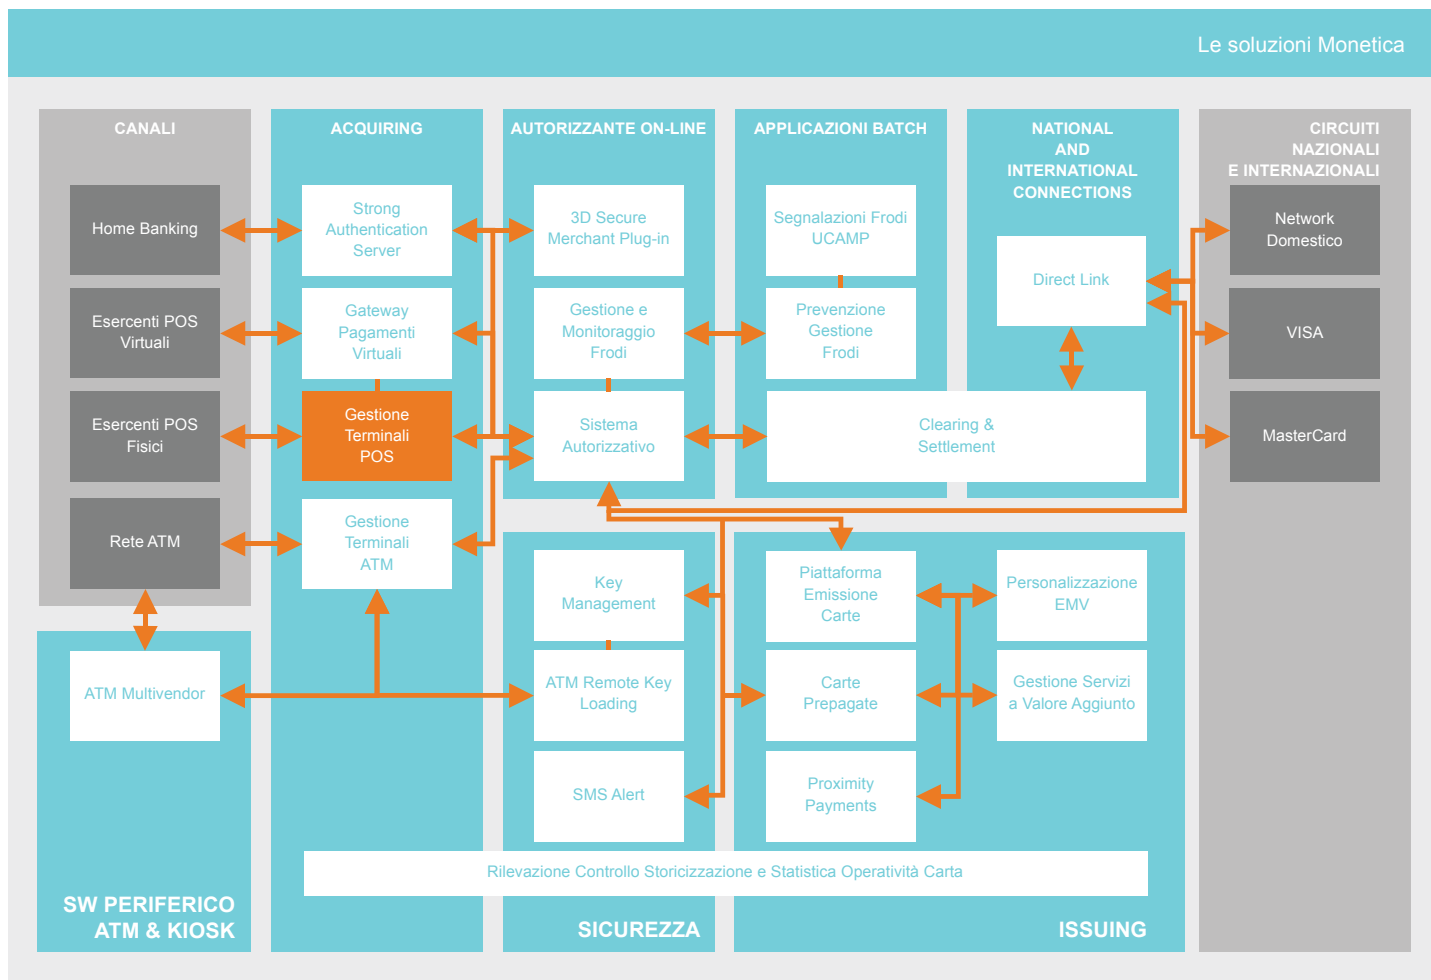 Le soluzioni Monetica
CANALI
Home Banking
Esercenti POS
Virtuali
Esercenti POS
Fisici
Rete ATM
ACQUIRING
Strong
Authentication
Server
Gateway
Pagamenti
Virtuali
Gestione
Terminali
POS
Gestione
Terminali
ATM
AUTORIZZANTE ON-LINE
3D Secure
Merchant Plug-in
Gestione e
Monitoraggio
Frodi
Sistema
Autorizzativo
APPLICAZIONI BATCH
Segnalazioni Frodi
UCAMP
Prevenzione
Gestione
Frodi
Clearing &
Settlement
NATIONAL
AND
INTERNATIONAL
CONNECTIONS
Direct Link
CIRCUITI
NAZIONALI
E INTERNAZIONALI
Network
Domestico
VISA
MasterCard
ATM Multivendor
SW PERIFERICO
ATM & KIOSK
Key
Management
ATM Remote Key
Loading
SMS Alert
SICUREZZA
Piattaforma
Emissione
Carte
Carte
Prepagate
Proximity
Payments
Personalizzazione
EMV
Gestione Servizi
a Valore Aggiunto
Rilevazione Controllo Storicizzazione e Statistica Operatività Carta
ISSUING